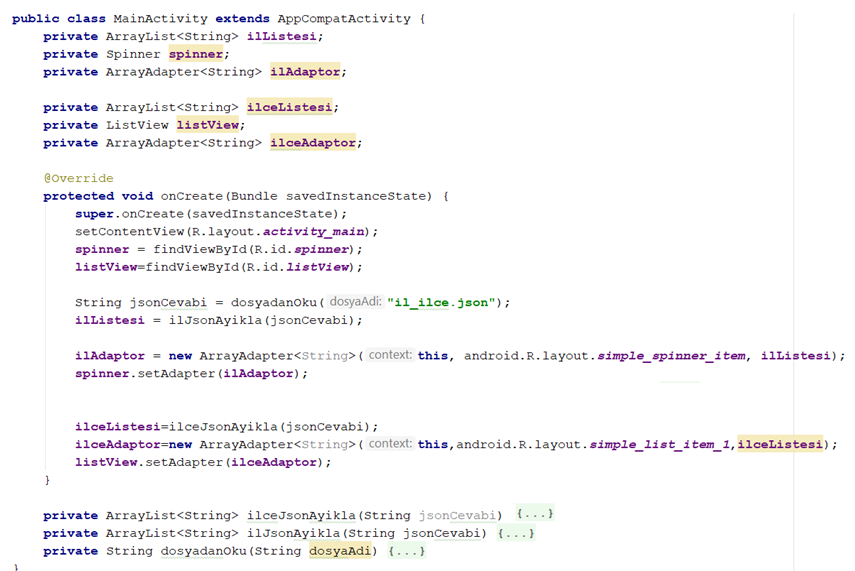 public class MainActivity extends AppCompatActivity {
private ArrayList<String> ilListesi;
private Spinner spinner;
private ArrayAdapter<String> ilAdaptor;
private ArrayList<String> ilceListesi;
private ListView listView;
private ArrayAdapter<String> ilceAdaptor;
@Override
protected void onCreate(Bundle savedInstanceState) {
super.onCreate(savedInstanceState);
setContentView(R.layout.activity_main);
spinner = findViewById(R.id.spinner);
listView=findViewById(R.id.listView);
String jsonCevabi = dosyadanOku( dosyaAdi: "il_ilce.json");
ilListesi = ilJsonAyikla(jsonCevabi);
ilAdaptor = new ArrayAdapter<String>( context: this, android.R.layout.simple_spinner_item, ilListesi);
spinner.setAdapter(ilAdaptor);
ilceListesi=ilceJsonAyikla(jsonCevabi);
ilceAdaptor=new ArrayAdapter<String>( context: this,android.R.layout.simple_list_item_1,ilceListesi);
listView.setAdapter(ilceAdaptor);
}
private ArrayList<String> ilceJsonAyikla(String jsonCevabi) {...}
private ArrayList<String> ilJsonAyikla(String jsonCevabi) {...}
private String dosyadanOku(String dosyaAdi) {...}
}